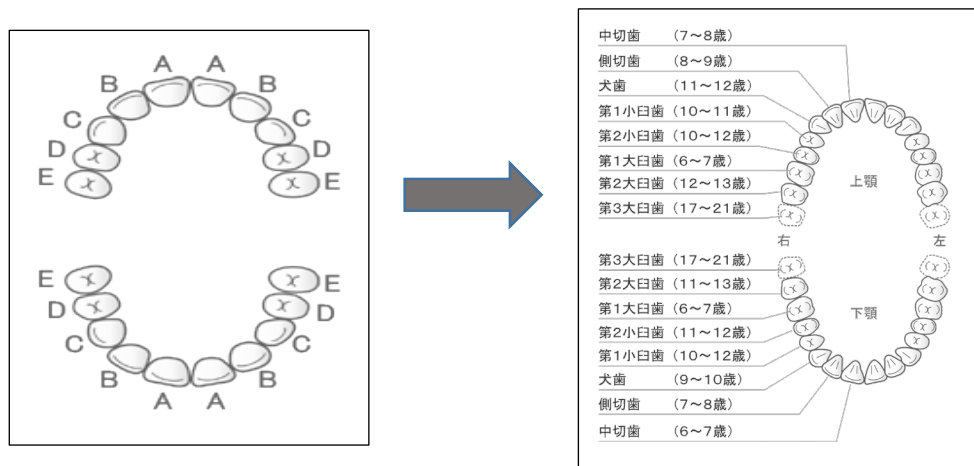 A A
B B
C C
D D
E E
E E
D D
C C
B B
A A
中切歯 (7～8歳)
側切歯 (8～9歳)
犬歯 (11～12歳)
第1小臼歯 (10～11歳)
第2小臼歯 (10～12歳)
第1大臼歯 (6～7歳)
第2大臼歯 (12～13歳)
第3大臼歯 (17～21歳)
上顎
右 左
第3大臼歯 (17～21歳)
第2大臼歯 (11～13歳)
第1大臼歯 (6～7歳)
下顎
第2小臼歯 (11～12歳)
第1小臼歯 (10～12歳)
犬歯 (9～10歳)
側切歯 (7～8歳)
中切歯 (6～7歳)